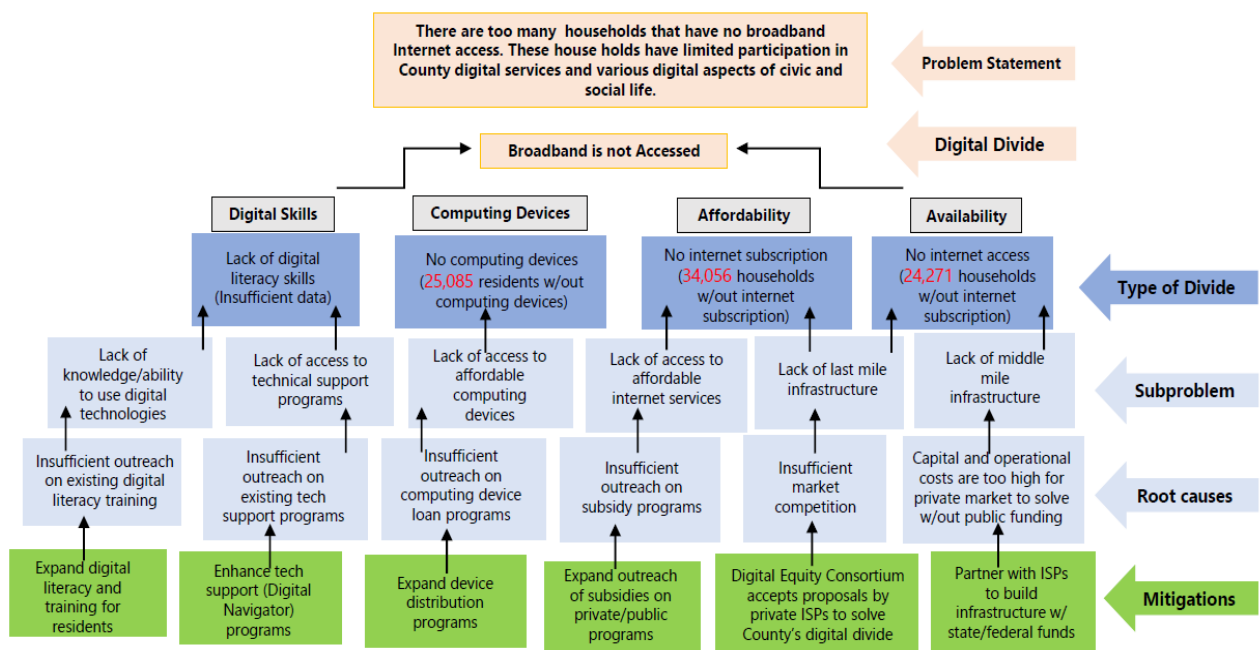 There are too many households that have no broadband
Internet access. These house holds have limited participation in
County digital services and various digital aspects of civic and
social life.
Problem Statement
Broadband is not Accessed
Digital Divide
Digital Skills
Computing Devices
Affordability
Availability
Lack of digital
literacy skills
(Insufficient data)
No computing devices
(25,085 residents w/out
computing devices)
No internet subscription
(34,056 households
w/out internet
subscription)
No internet access
(24,271 households
w/out internet
subscription)
Type of Divide
Lack of
knowledge/ability
to use digital
technologies
Lack of access to
technical support
programs
Lack of access to
affordable
computing
devices
Lack of access to
affordable
internet services
Lack of last mile
infrastructure
Lack of middle
mile
infrastructure
Subproblem
Insufficient outreach
on existing digital
literacy training
Insufficient
outreach on
existing tech
support programs
Insufficient
outreach on
computing device
loan programs
Insufficient
outreach on
subsidy programs
Insufficient
market
competition
Capital and operational
costs are too high for
private market to solve
w/out public funding
Root causes
Expand digital
literacy and
training for
residents
Enhance tech
support (Digital
Navigator)
programs
Expand device
distribution
programs
Expand outreach
of subsidies on
private/public
programs
Digital Equity Consortium
accepts proposals by
private ISPs to solve
County's digital divide
Partner with ISPs
to build
infrastructure w/
state/federal funds
Mitigations